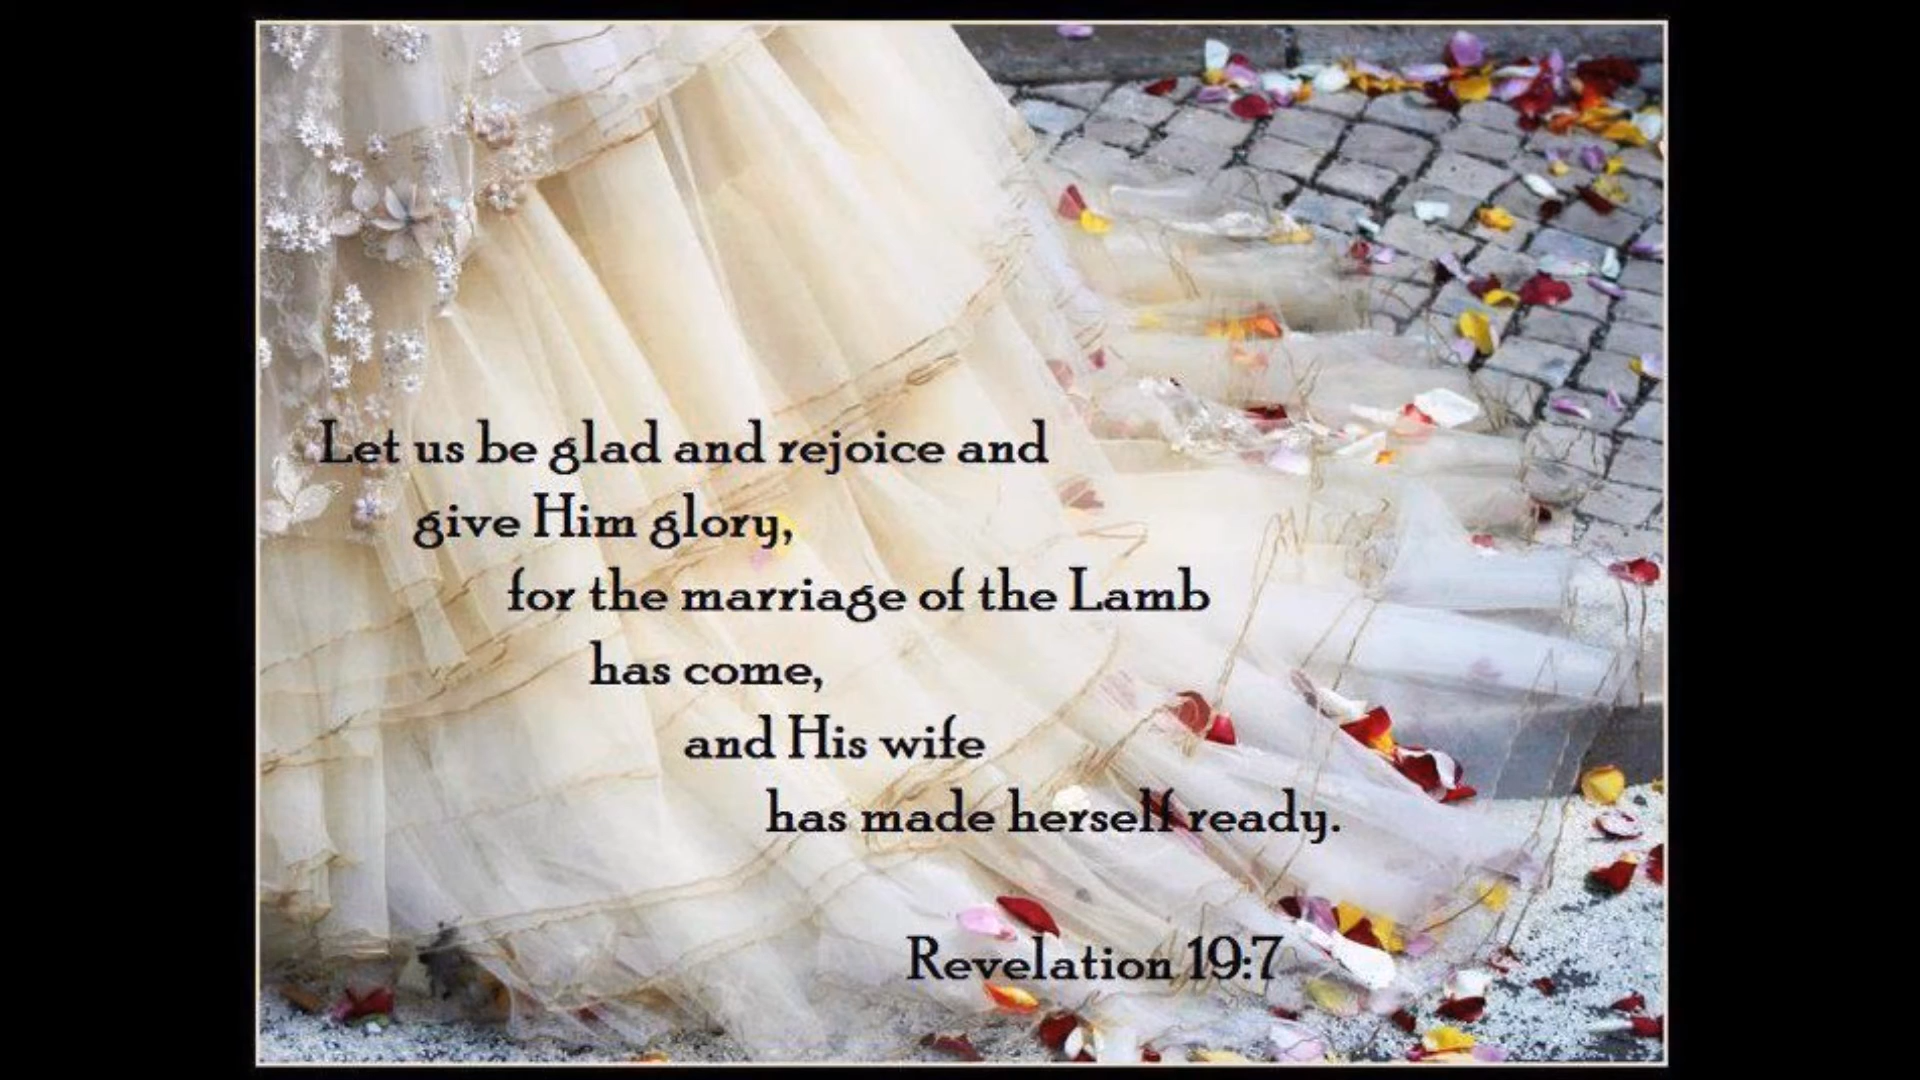 Let us be glad and rejoice and
give Him glory,
for the marriage of the Lamb
has come,
and His wife
has made herself ready.
Revelation 19:7